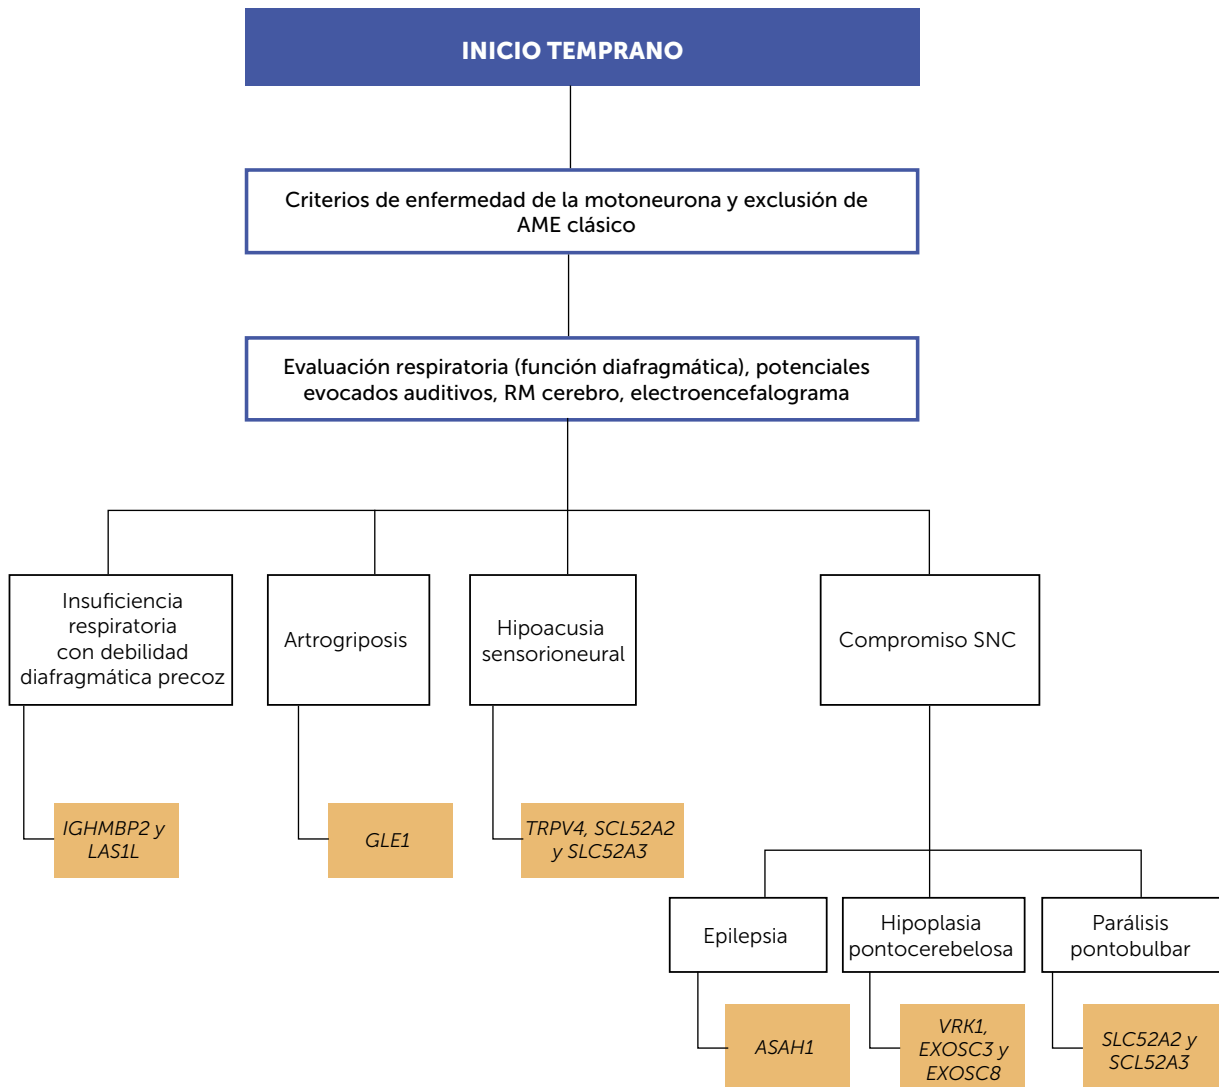 INICIO TEMPRANO
Criterios de enfermedad de la motoneurona y exclusión de
AME clásico
Evaluación respiratoria (función diafragmática), potenciales
evocados auditivos, RM cerebro, electroencefalograma
Insuficiencia
respiratoria
con debilidad
diafragmática precoz
Artrogriposis
Hipoacusia
sensorioneural
Compromiso SNC
IGHMBP2 y
LAS1L
GLE1
TRPV4, SCL52A2
y SLC52A3
Epilepsia
Hipoplasia
pontocerebelosa
Parálisis
pontobulbar
ASAH1
VRK1,
EXOSC3 y
EXOSC8
SLC52A2 y
SCL52A3